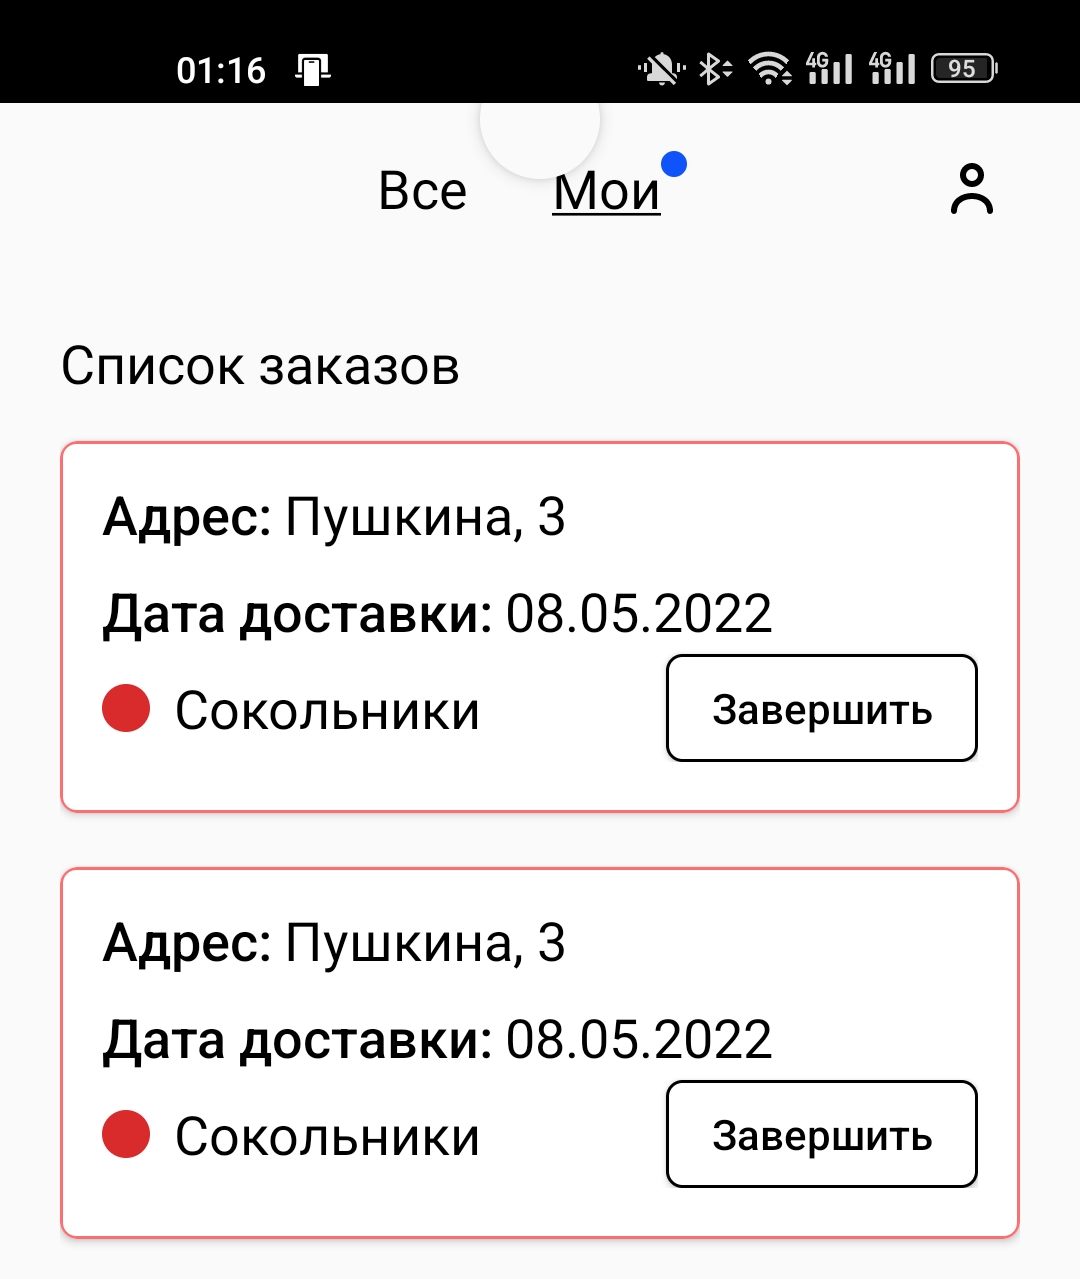 01:16 4G 4G 95
Все Мои
Список заказов
Адрес: Пушкина, 3
Дата доставки: 08.05.2022
Сокольники Завершить
Адрес: Пушкина, 3
Дата доставки: 08.05.2022
Сокольники Завершить